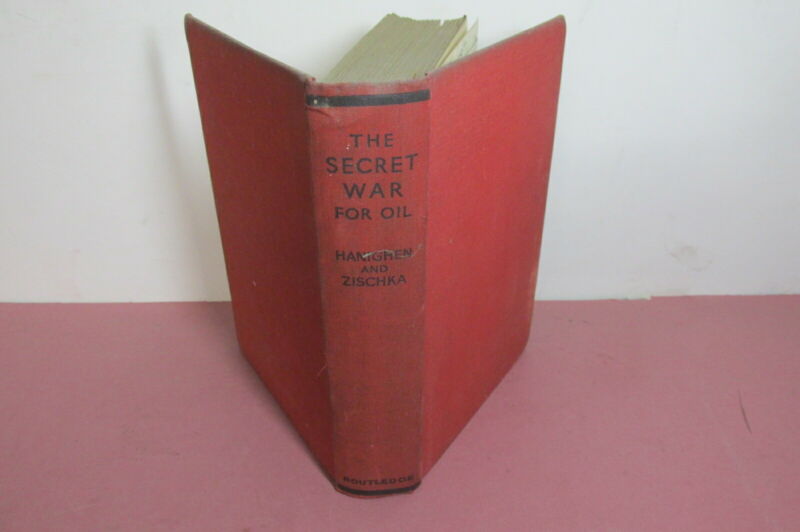 THE
SECRET
WAR
FOR OIL
HANIGHEN
AND
ZISCHKA
ROUTLEDGE